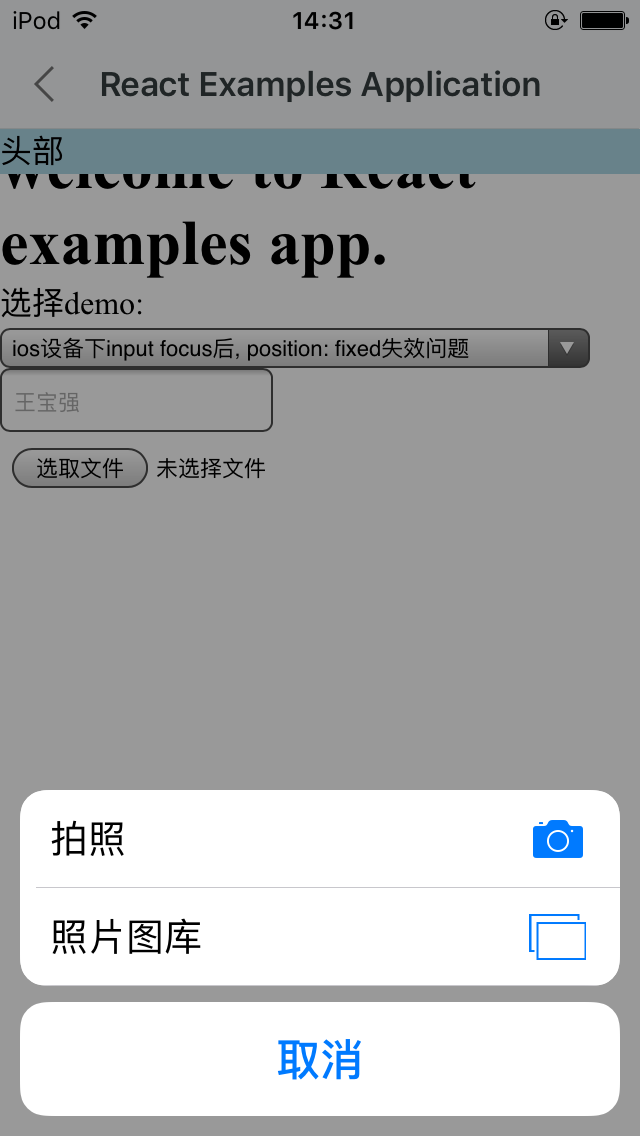 iPod 14:31
React Examples Application
头部
Welcome to React
examples app.
选择demo:
ios设备下input focus后, position: fixed失效问题
王宝强
选取文件 未选择文件
拍照
照片图库
取消